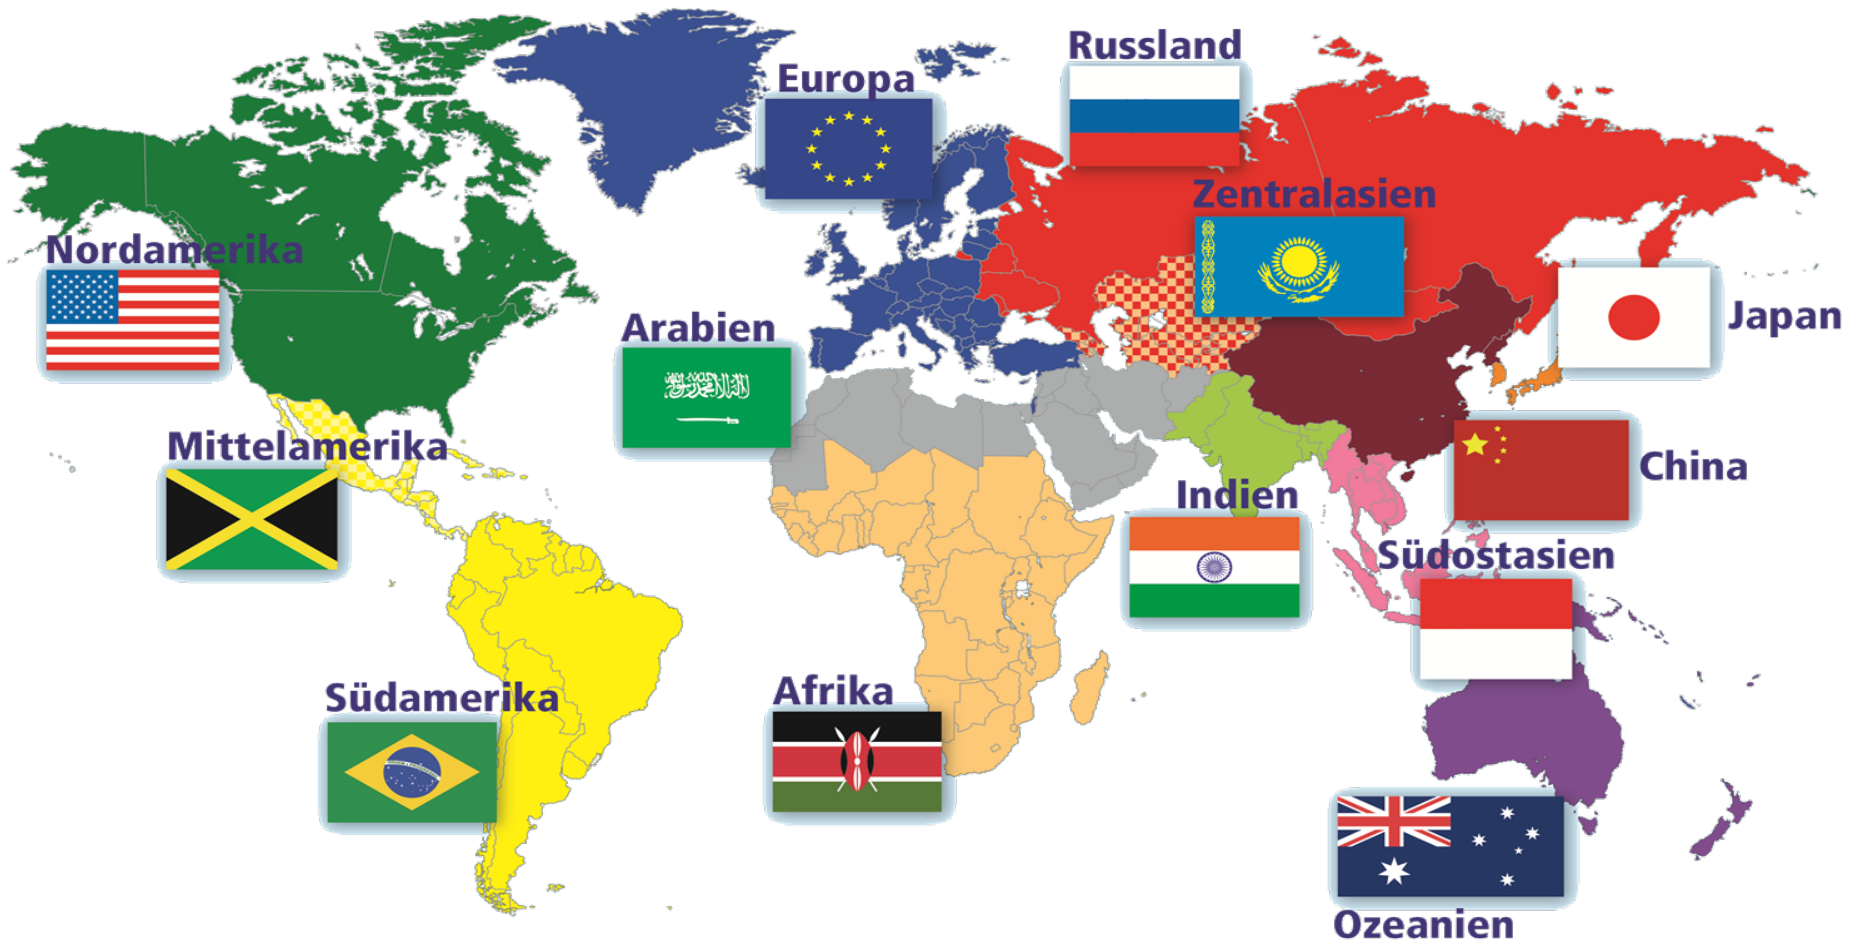 Russland
Europa
Zentralasien
Nordamerika
Japan
Arabien
Mittelamerika
China
Indien
Südostasien
Südamerika
Afrika
Ozeanien